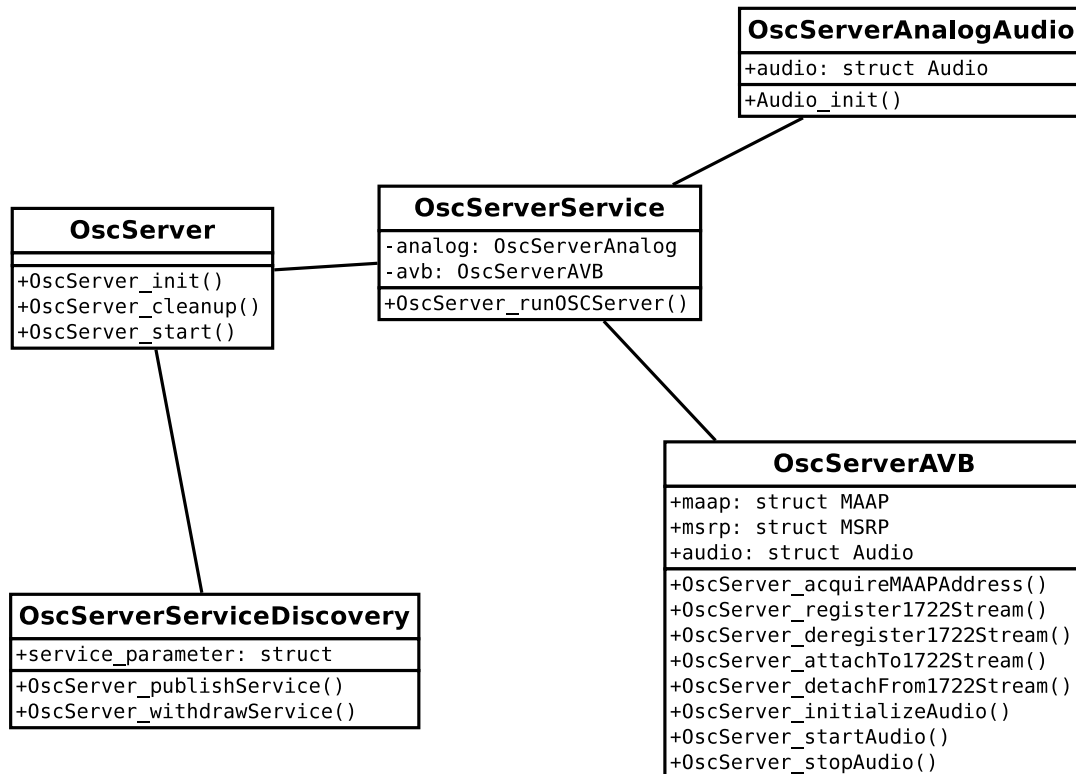 OscServerAnalogAudio
+audio: struct Audio
+Audio_init()
OscServerService
-analog: OscServerAnalog
-avb: OscServerAVB
+OscServer_runOSCServer()
OscServer
+OscServer_init()
+OscServer_cleanup()
+OscServer_start()
OscServerAVB
+maap: struct MAAP
+msrp: struct MSRP
+audio: struct Audio
+OscServer_acquireMAAPAddress()
+OscServer_register1722Stream()
+OscServer_deregister1722Stream()
+OscServer_attachTo1722Stream()
+OscServer_detachFrom1722Stream()
+OscServer_initializeAudio()
+OscServer_startAudio()
+OscServer_stopAudio()
OscServerServiceDiscovery
+service_parameter: struct
+OscServer_publishService()
+OscServer_withdrawService()